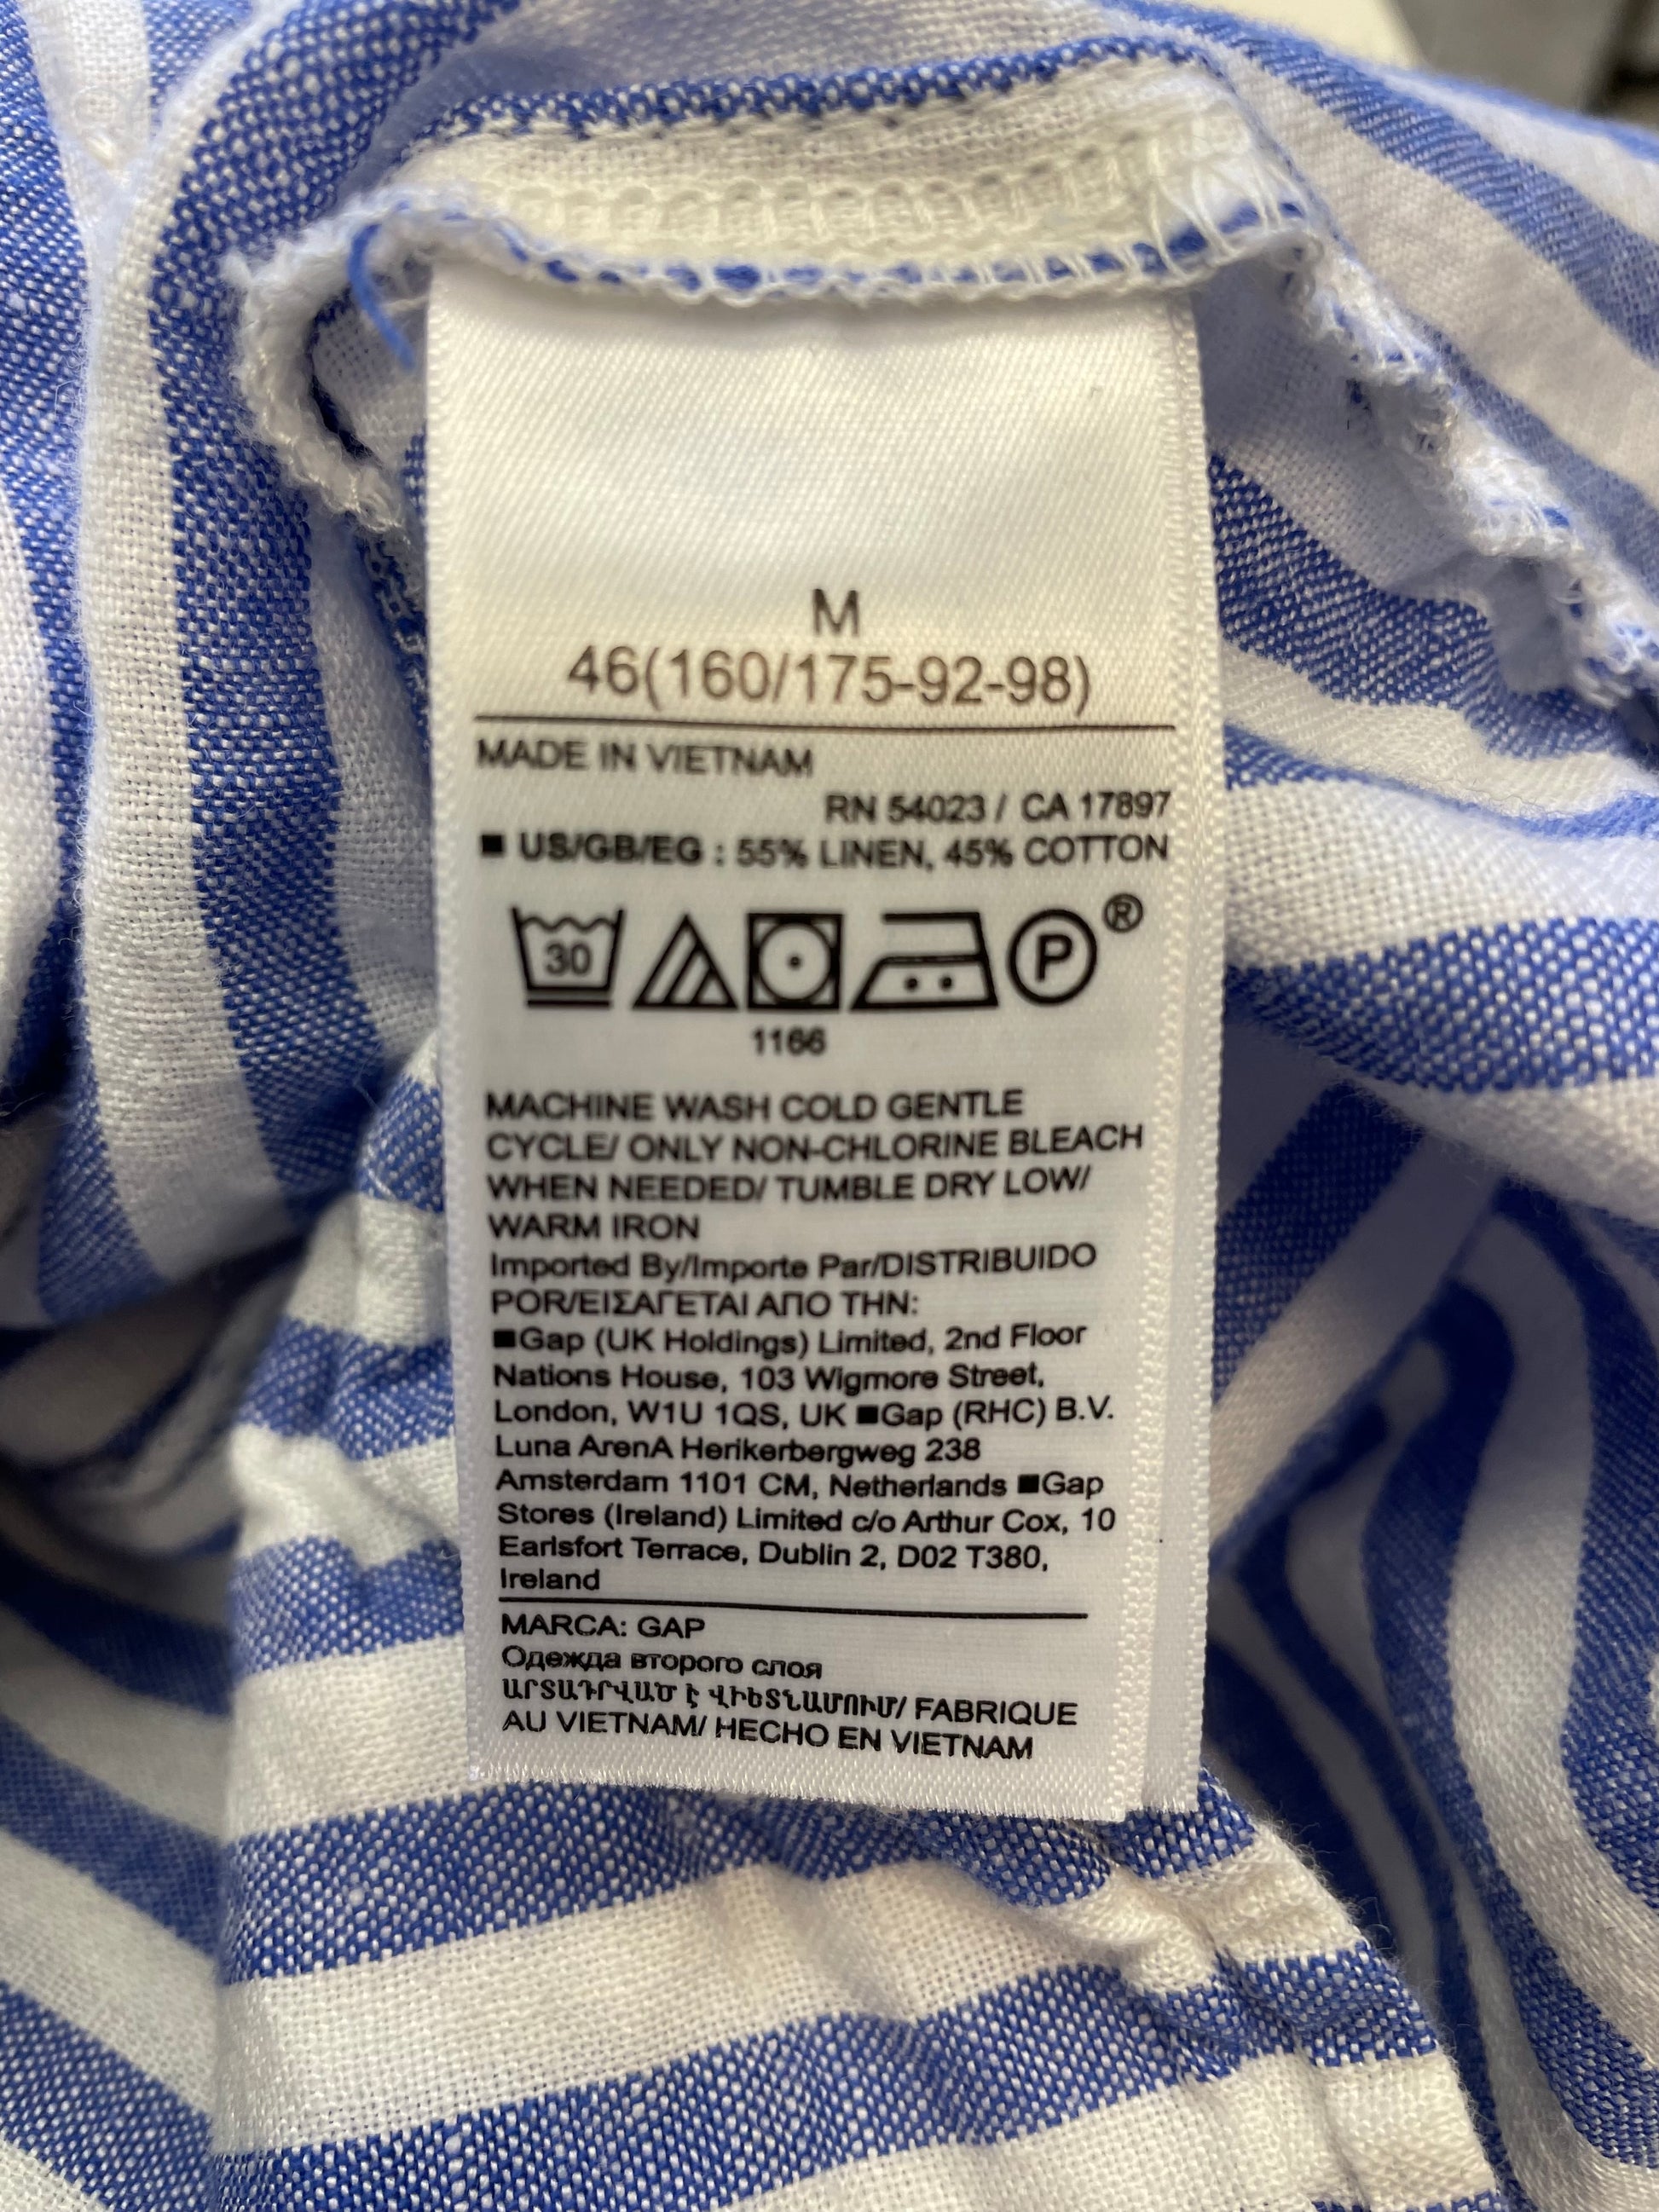 M
46(160/175-92-98)
MADE IN VIETNAM
RN 54023 / CA 17897
■ US/GB/EG : 55% LINEN, 45% COTTON
30 P ®
1166
MACHINE WASH COLD GENTLE
CYCLE/ ONLY NON-CHLORINE BLEACH
WHEN NEEDED/ TUMBLE DRY LOW/
WARM IRON
Imported By/Importe Par/DISTRIBUIDO
POR/ΕΙΣΑΓΕΤΑΙ ΑΠΟ ΤΗΝ:
■Gap (UK Holdings) Limited, 2nd Floor
Nations House, 103 Wigmore Street,
London, W1U 1QS, UK ■Gap (RHC) B.V.
Luna ArenA Herikerbergweg 238
Amsterdam 1101 CM, Netherlands ■Gap
Stores (Ireland) Limited c/o Arthur Cox, 10
Earlsfort Terrace, Dublin 2, D02 T380,
Ireland
MARCA: GAP
Одежда второго слоя
ԱՐՏԱԴՐՎԱԾ Է ՎԻԵՏՆԱՄՈՒՄ/ FABRIQUE
AU VIETNAM/ HECHO EN VIETNAM